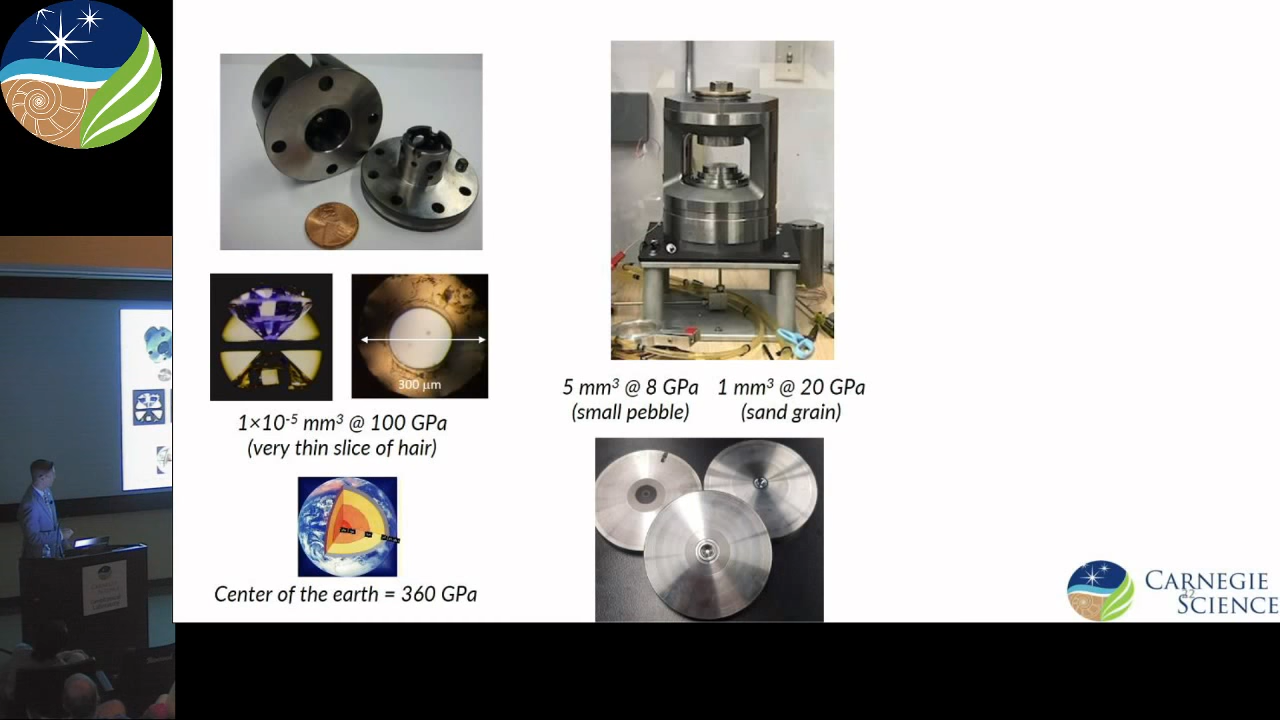 300 µm
1×10⁻⁵ mm³ @ 100 GPa
(very thin slice of hair)
Center of the earth = 360 GPa
5 mm³ @ 8 GPa
(small pebble)
1 mm³ @ 20 GPa
(sand grain)
CARNEGIE
SCIENCE